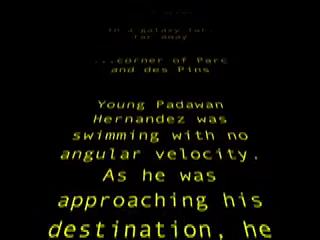 In a galaxy far,
far away
...corner of Parc
and des Pins
Young Padawan
Hernandez was
swimming with no
angular velocity.
As he was
approaching his
destination, he